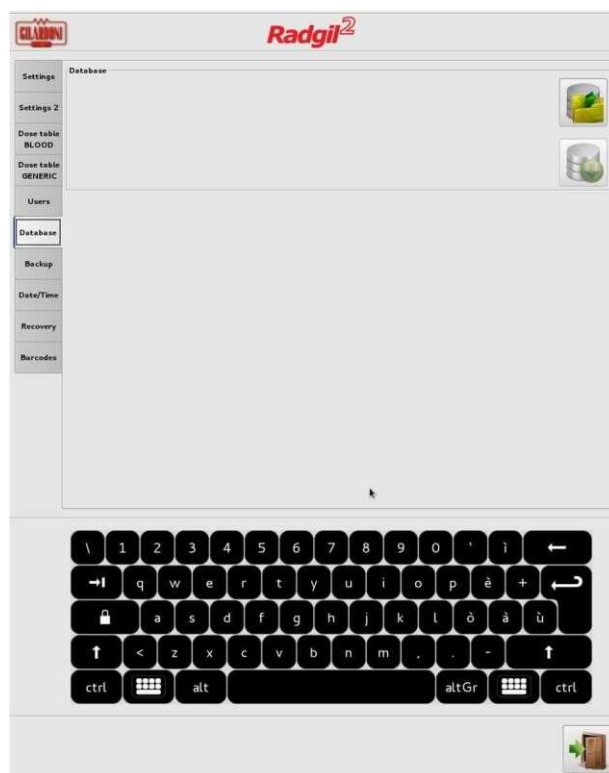 GILARDONI
Radgil2
Settings
Database
Settings 2
Dose table
BLOOD
Dose table
GENERIC
Users
Database
Backup
Date/Time
Recovery
Barcodes
\ 1 2 3 4 5 6 7 8 9 0 ' ì
q w e r t y u i o p è +
a s d f g h j k l ò à ù
< z x c v b n m , . -
ctrl alt altGr ctrl